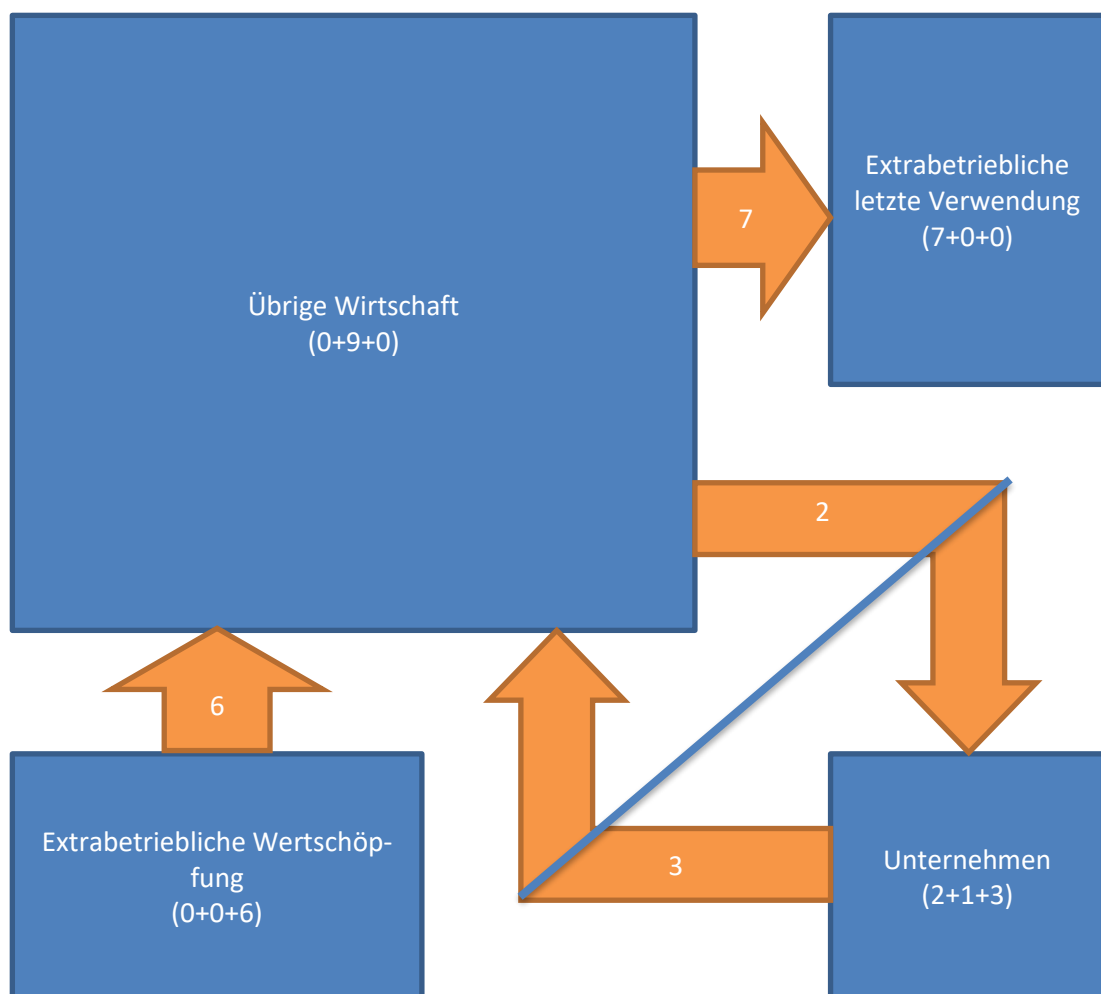 Extrabetriebliche
letzte Verwendung
(7+0+0)
7
Übrige Wirtschaft
(0+9+0)
2
6
Extrabetriebliche Wertschöp-
fung
(0+0+6)
3
Unternehmen
(2+1+3)